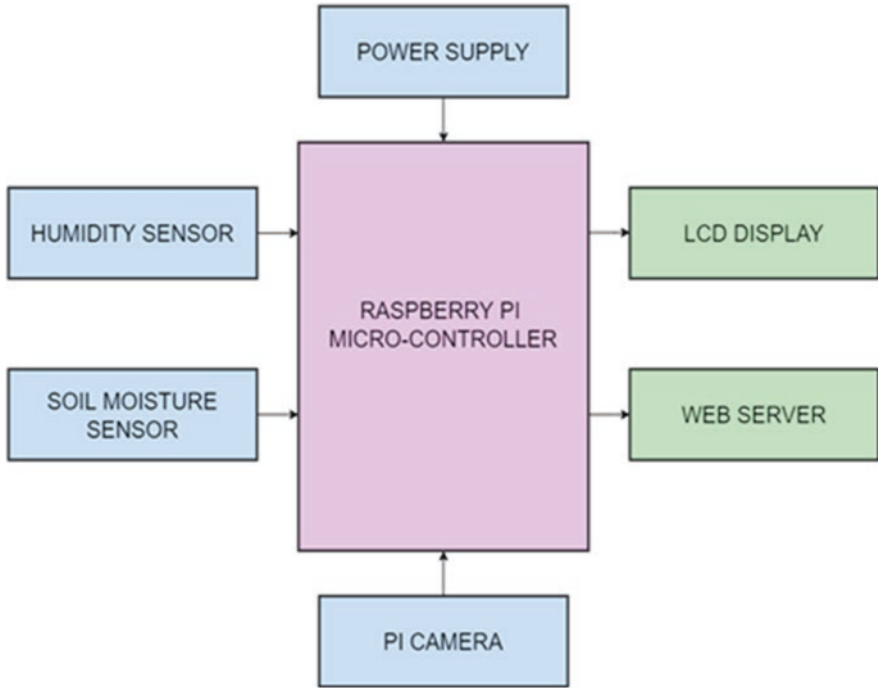 POWER SUPPLY
HUMIDITY SENSOR
LCD DISPLAY
RASPBERRY PI
MICRO-CONTROLLER
SOIL MOISTURE
SENSOR
WEB SERVER
PI CAMERA